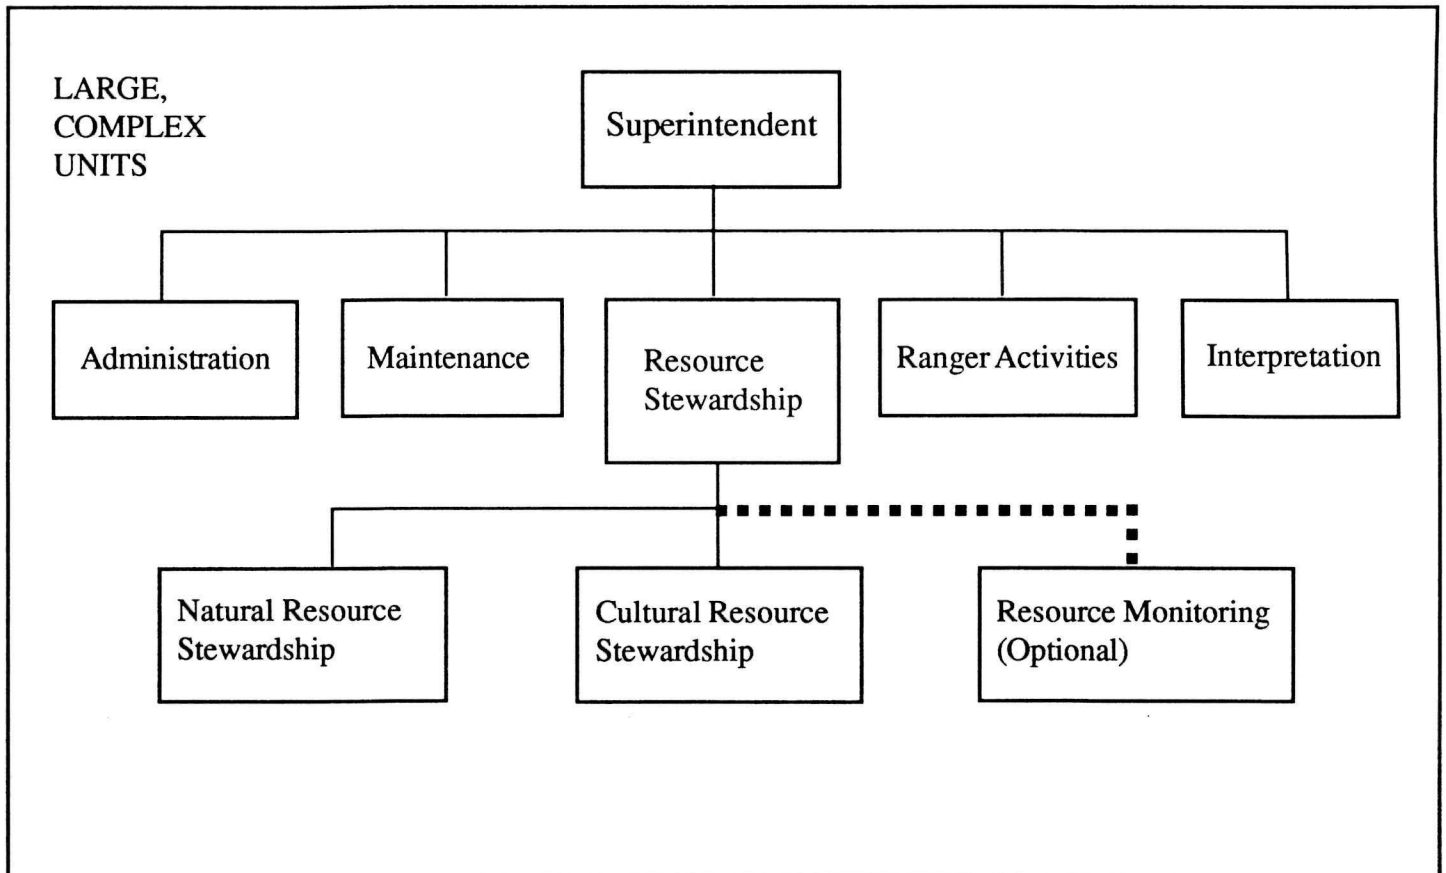 LARGE,
COMPLEX
UNITS
Superintendent
Administration
Maintenance
Resource
Stewardship
Ranger Activities
Interpretation
Natural Resource
Stewardship
Cultural Resource
Stewardship
Resource Monitoring
(Optional)